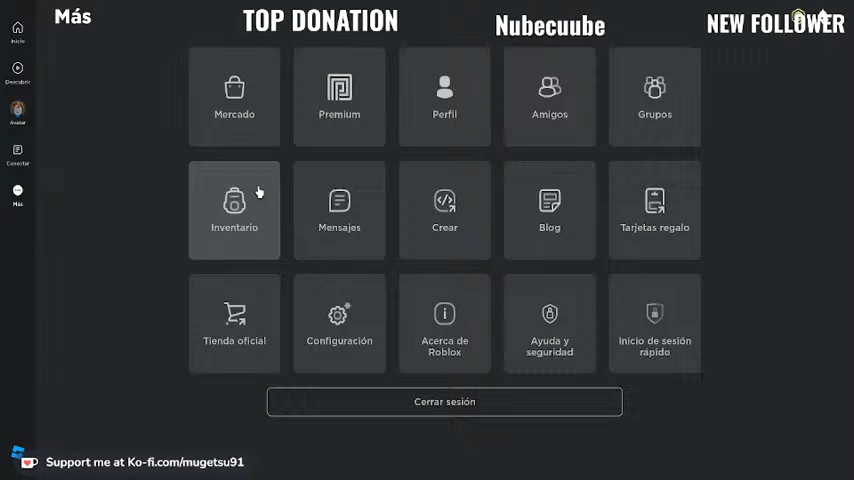 Más
TOP DONATION
Nubecuube
NEW FOLLOWER
Inicio
Descubrir
Avatar
Conectar
Más
Mercado
Premium
Perfil
Amigos
Grupos
Inventario
Mensajes
Crear
Blog
Tarjetas regalo
Tienda oficial
Configuración
Acerca de
Roblox
Ayuda y
seguridad
Inicio de sesión
rápido
Cerrar sesión
Support me at Ko-fi.com/mugetsu91